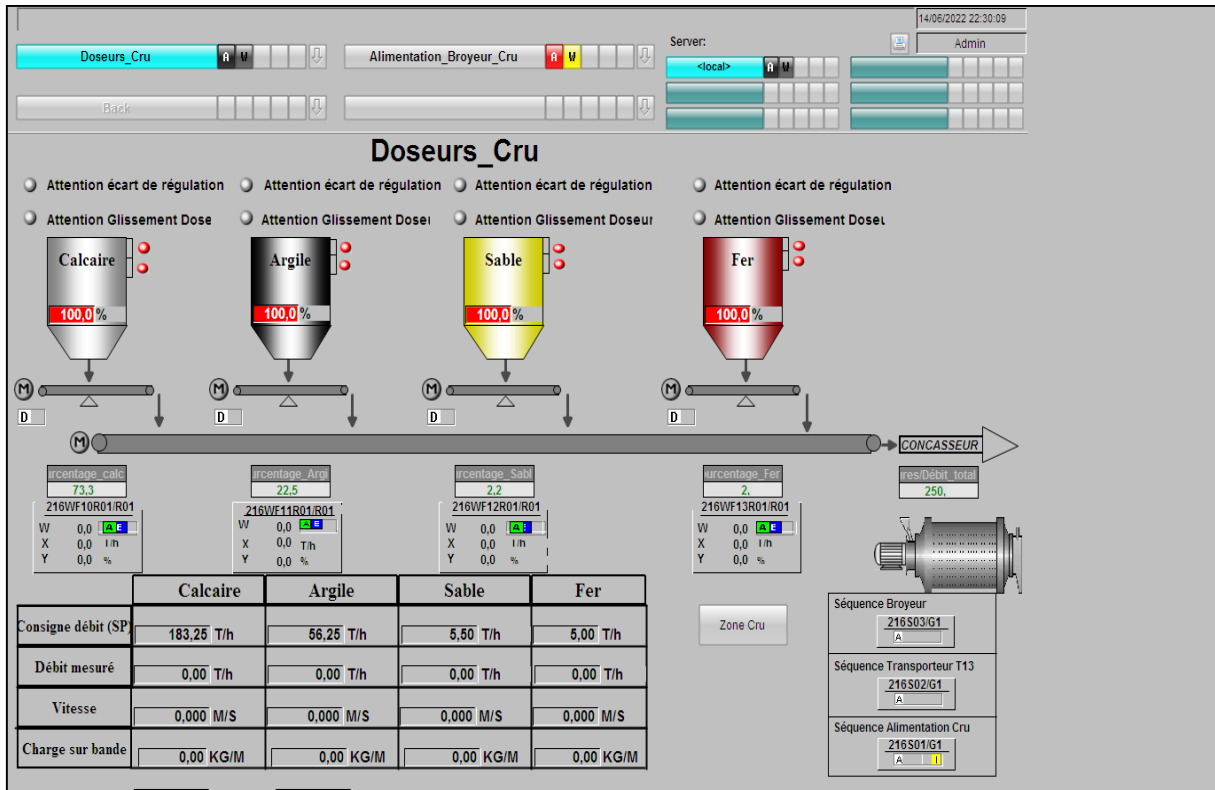 14/06/2022 22:30:09
Doseurs_Cru A W
Alimentation_Broyeur_Cru A W
Server:
Admin
<local> A W
Back
Doseurs_Cru
Attention écart de régulation Attention écart de régulation Attention écart de régulation Attention écart de régulation
Attention Glissement Dose Attention Glissement Doseu Attention Glissement Doseur Attention Glissement Doseu
Calcaire Argile Sable Fer
100,0 % 100,0 % 100,0 % 100,0 %
M M M M
D D D D
M CONCASSEUR
urcentage_calc urcentage_Argi urcentage_Sabl ourcentage_Fer ures/Débit_total
73,3 22,5 2,2 2, 250,
216WF10R01/R01 216WF11R01/R01 216WF12R01/R01 216WF13R01/R01
W 0,0 A E W 0,0 A E W 0,0 A E W 0,0 A E
X 0,0 T/h X 0,0 T/h X 0,0 T/h X 0,0 T/h
Y 0,0 % Y 0,0 % Y 0,0 % Y 0,0 %
Calcaire Argile Sable Fer
Consigne débit (SP) 183,25 T/h 56,25 T/h 5,50 T/h 5,00 T/h
Débit mesuré 0,00 T/h 0,00 T/h 0,00 T/h 0,00 T/h
Vitesse 0,000 M/S 0,000 M/S 0,000 M/S 0,000 M/S
Charge sur bande 0,00 KG/M 0,00 KG/M 0,00 KG/M 0,00 KG/M
Zone Cru
Séquence Broyeur
216S03/G1
A
Séquence Transporteur T13
216S02/G1
A
Séquence Alimentation Cru
216S01/G1
A I